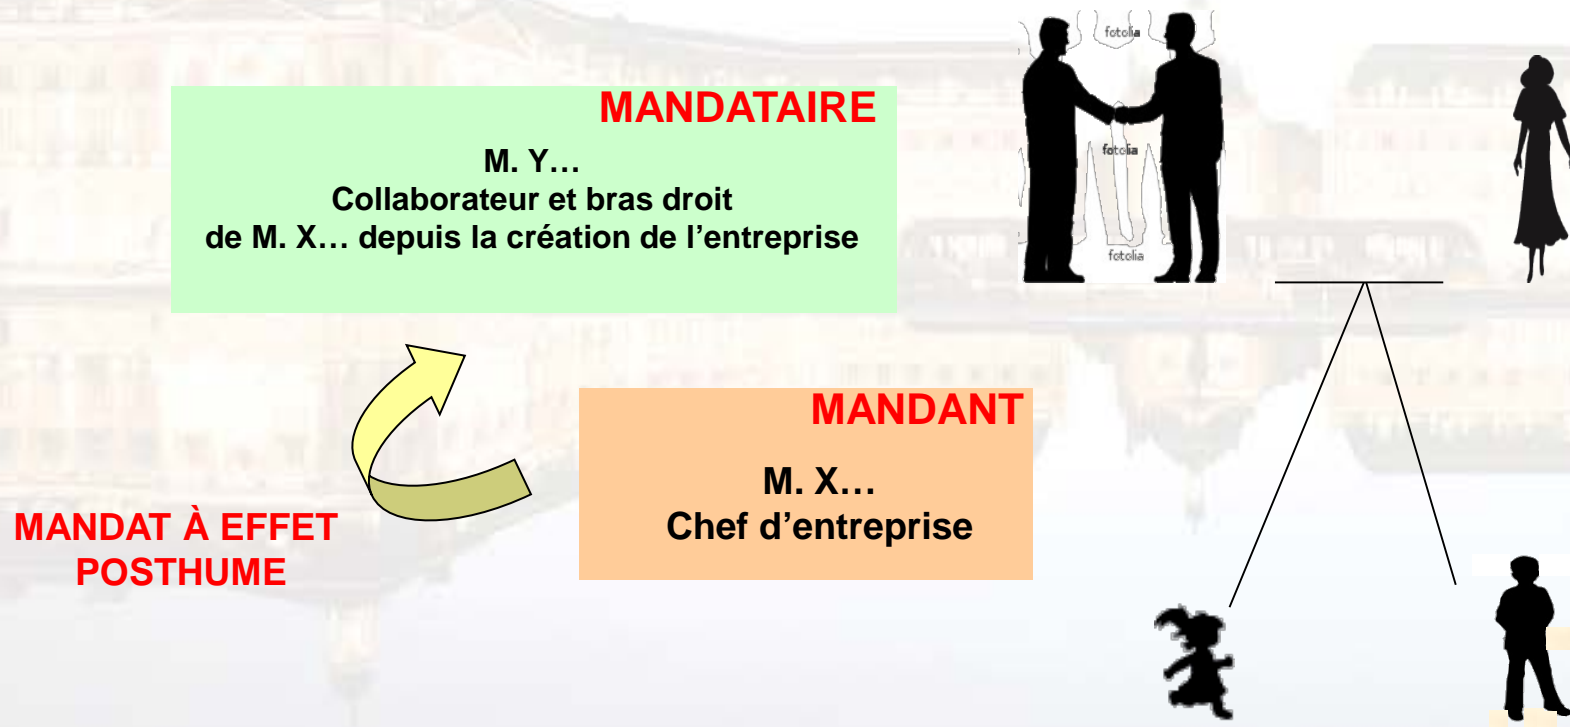 MANDATAIRE
M. Y…
Collaborateur et bras droit
de M. X… depuis la création de l’entreprise
fotolia
fotolia
fotolia
MANDANT
M. X…
Chef d’entreprise
MANDAT À EFFET
POSTHUME